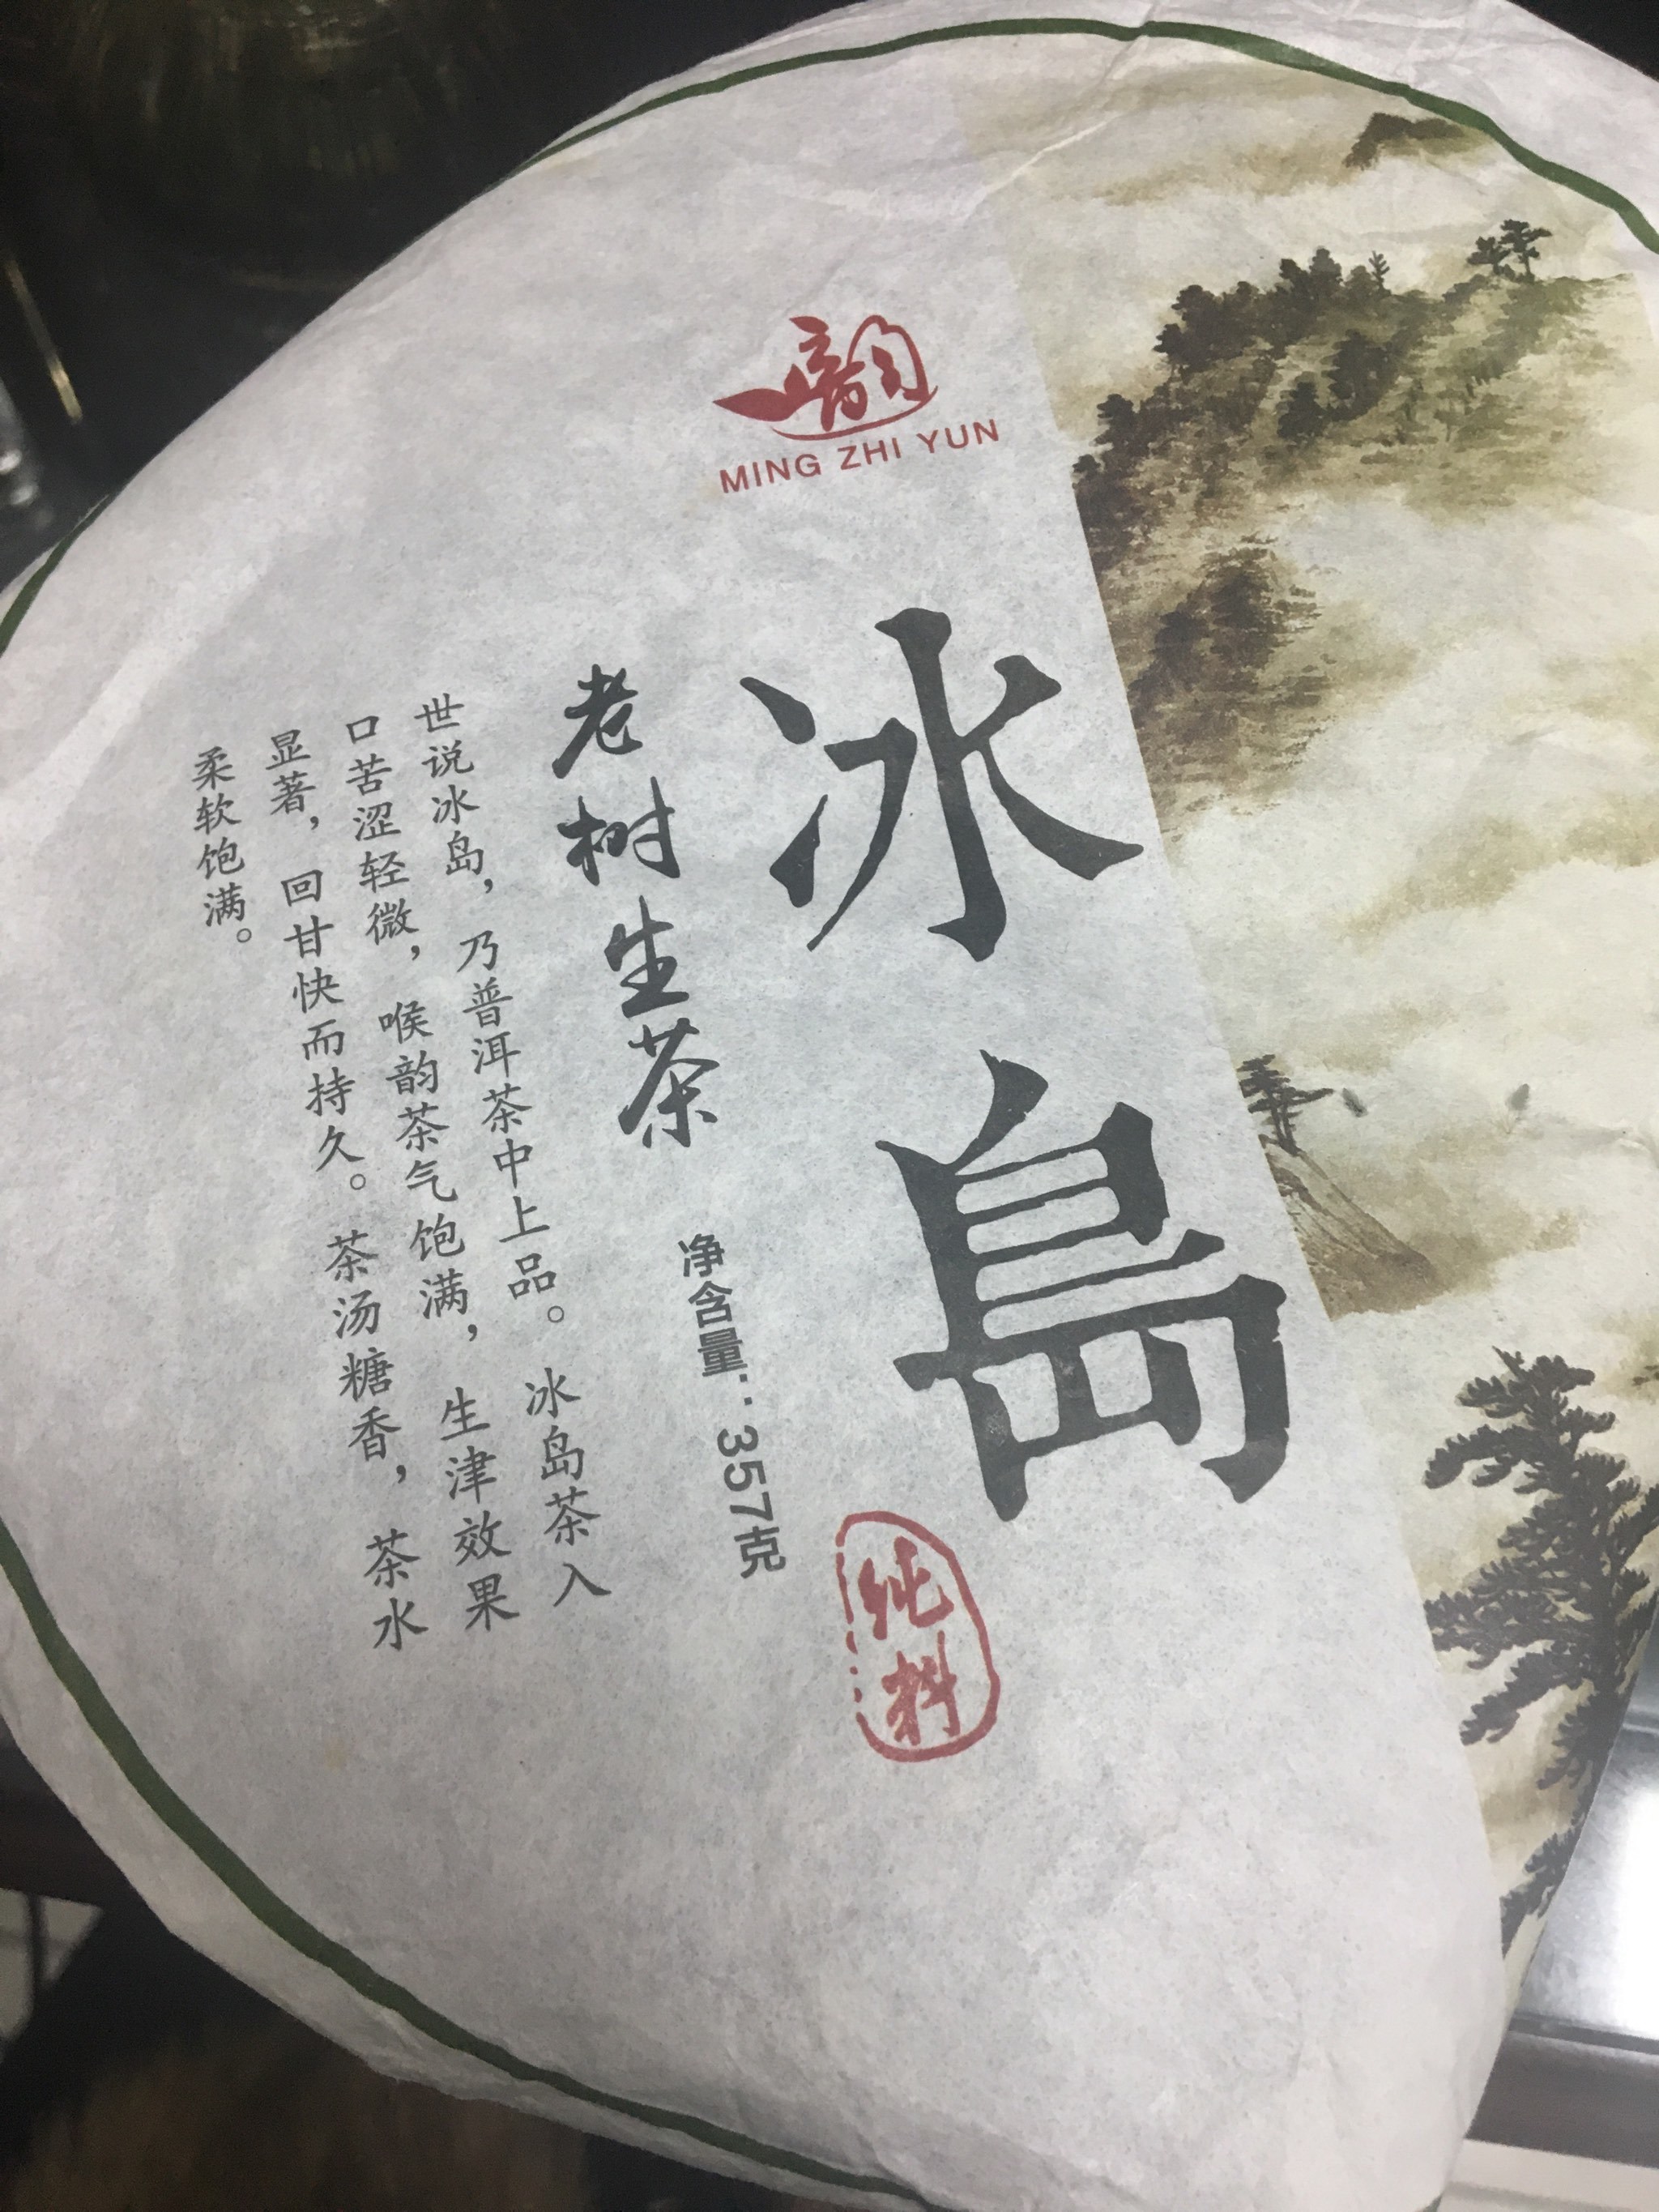 韵
MING ZHI YUN
冰島
纯料
净含量：357克
老树生茶
世说冰岛，乃普洱茶中上品。冰岛茶入
口苦涩轻微，喉韵茶气饱满，生津效果
显著，回甘快而持久。茶汤糖香，茶水
柔软饱满。